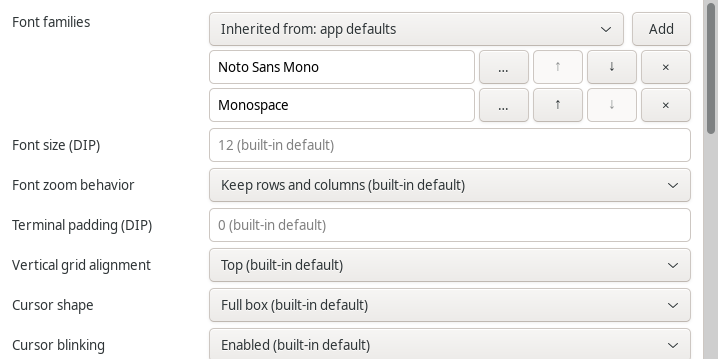 Font families Inherited from: app defaults Add
Noto Sans Mono ... ↑ ↓ ×
Monospace ... ↑ ↓ ×
Font size (DIP) 12 (built-in default)
Font zoom behavior Keep rows and columns (built-in default)
Terminal padding (DIP) 0 (built-in default)
Vertical grid alignment Top (built-in default)
Cursor shape Full box (built-in default)
Cursor blinking Enabled (built-in default)